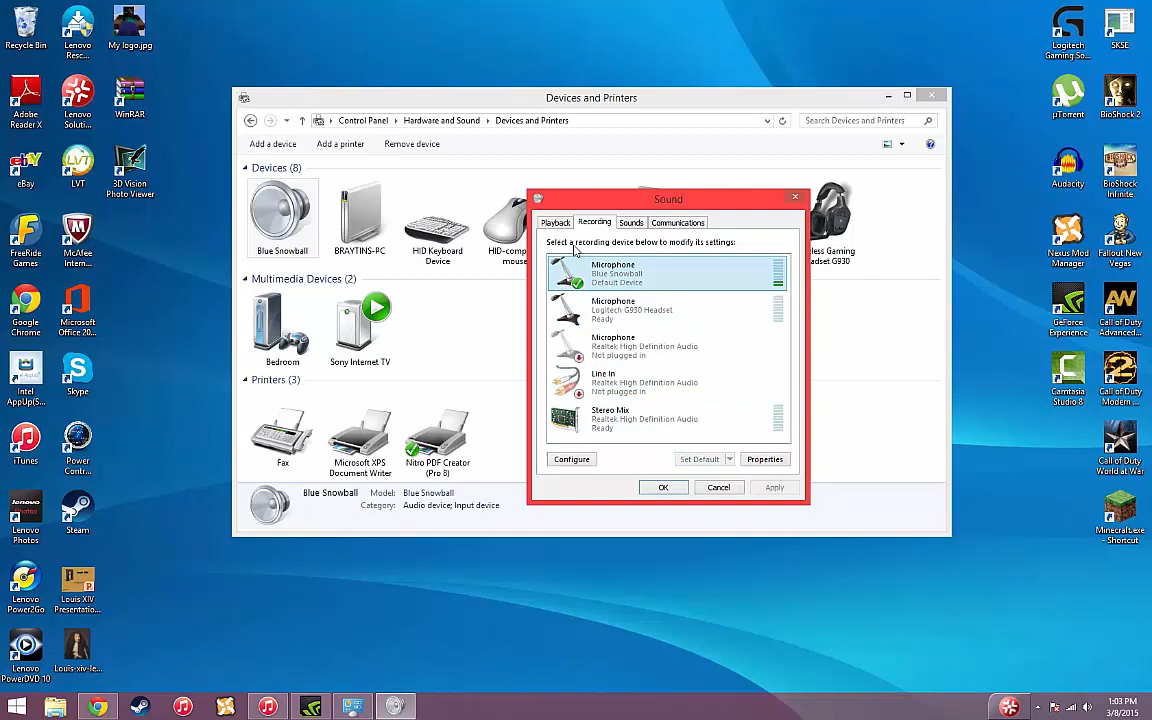 Recycle Bin
Lenovo
Resc...
My logo.jpg
Adobe
Reader X
Lenovo
Soluti...
WinRAR
eBay
LVT
3D Vision
Photo Viewer
FreeRide
Games
McAfee
Intern...
Google
Chrome
Microsoft
Office 20...
Intel
AppUp(S...
Skype
iTunes
Power
Contr...
Lenovo
Photos
Steam
Lenovo
Power2Go
Louis XIV
Presentatio...
Lenovo
PowerDVD 10
Louis-xiv-le...
Devices and Printers
Control Panel
Hardware and Sound
Devices and Printers
Search Devices and Printers
Add a device
Add a printer
Remove device
Devices (8)
Blue Snowball
BRAYTINS-PC
HID Keyboard
Device
HID-comp
mouse
eless Gaming
adset G930
Multimedia Devices (2)
Bedroom
Sony Internet TV
Printers (3)
Fax
Microsoft XPS
Document Writer
Nitro PDF Creator
(Pro 8)
Blue Snowball
Model:
Blue Snowball
Category:
Audio device; Input device
Sound
Playback
Recording
Sounds
Communications
Select a recording device below to modify its settings:
Microphone
Blue Snowball
Default Device
Microphone
Logitech G930 Headset
Ready
Microphone
Realtek High Definition Audio
Not plugged in
Line In
Realtek High Definition Audio
Not plugged in
Stereo Mix
Realtek High Definition Audio
Ready
Configure
Set Default
Properties
OK
Cancel
Apply
Logitech
Gaming So...
SKSE
µTorrent
BioShock 2
Audacity
BioShock
Infinite
Nexus Mod
Manager
Fallout New
Vegas
GeForce
Experience
Call of Duty
Advanced...
Camtasia
Studio 8
Call of Duty
Modern ...
Call of Duty
World at War
Minecraft.exe
- Shortcut
1:03 PM
3/8/2015